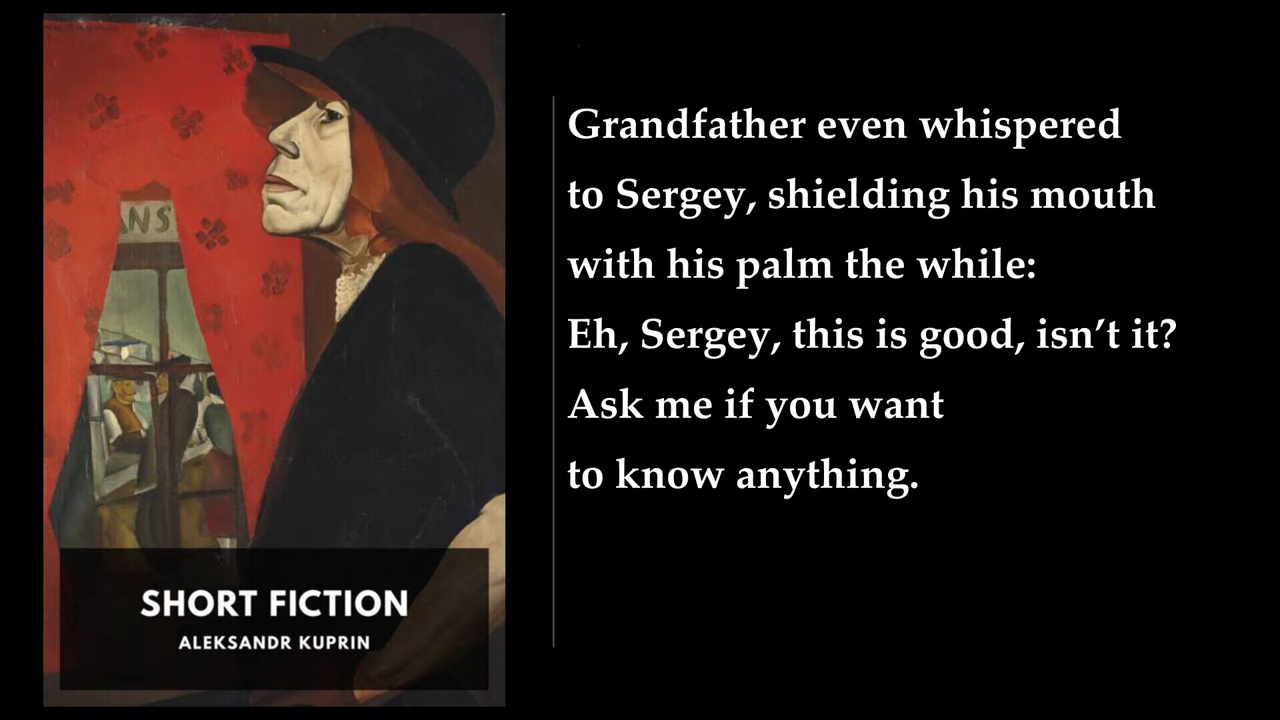 Grandfather even whispered
to Sergey, shielding his mouth
with his palm the while:
Eh, Sergey, this is good, isn’t it?
Ask me if you want
to know anything.
ANS
SHORT FICTION
ALEKSANDR KUPRIN